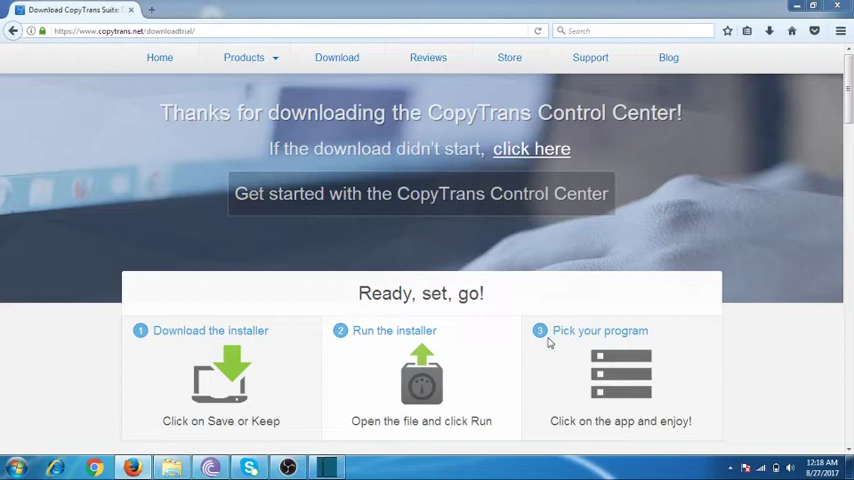 Download CopyTrans Suite:
https://www.copytrans.net/downloadtrial/
Search
Home
Products
Download
Reviews
Store
Support
Blog
Thanks for downloading the CopyTrans Control Center!
If the download didn't start, click here
Get started with the CopyTrans Control Center
Ready, set, go!
1 Download the installer
2 Run the installer
3 Pick your program
Click on Save or Keep
Open the file and click Run
Click on the app and enjoy!
12:18 AM
8/27/2017